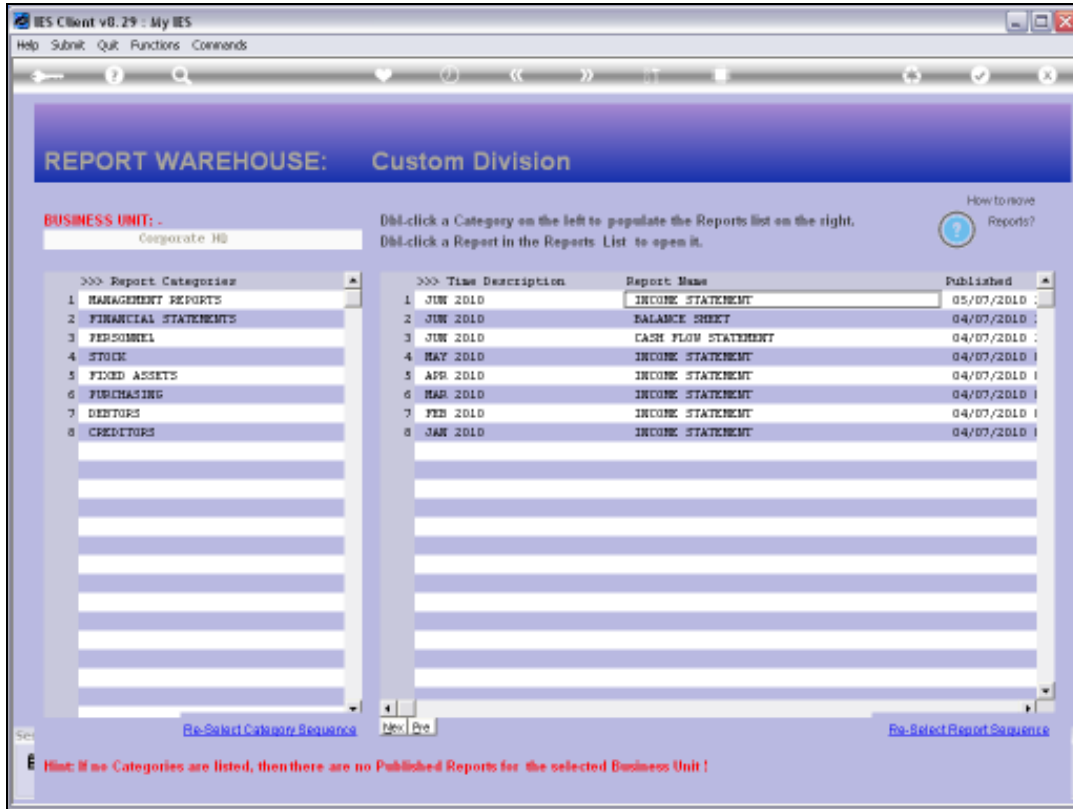 IES Client v8.29 : My IES
Help Submit Quit Functions Commands
REPORT WAREHOUSE: Custom Division
How to move
Reports?
BUSINESS UNIT: -
Corporate HQ
Dbl-click a Category on the left to populate the Reports list on the right.
Dbl-click a Report in the Reports List to open it.
>>> Report Categories
1 MANAGEMENT REPORTS
2 FINANCIAL STATEMENTS
3 PERSONNEL
4 STOCK
5 FIXED ASSETS
6 PURCHASING
7 DEBTORS
8 CREDITORS
>>> Time Description Report Name Published
1 JUN 2010 INCOME STATEMENT 05/07/2010
2 JUN 2010 BALANCE SHEET 04/07/2010
3 JUN 2010 CASH FLOW STATEMENT 04/07/2010
4 MAY 2010 INCOME STATEMENT 04/07/2010
5 APR 2010 INCOME STATEMENT 04/07/2010
6 MAR 2010 INCOME STATEMENT 04/07/2010
7 FEB 2010 INCOME STATEMENT 04/07/2010
8 JAN 2010 INCOME STATEMENT 04/07/2010
Re-Select Category Sequence
Nex Pre
Re-Select Report Sequence
Hint: If no Categories are listed, then there are no Published Reports for the selected Business Unit !